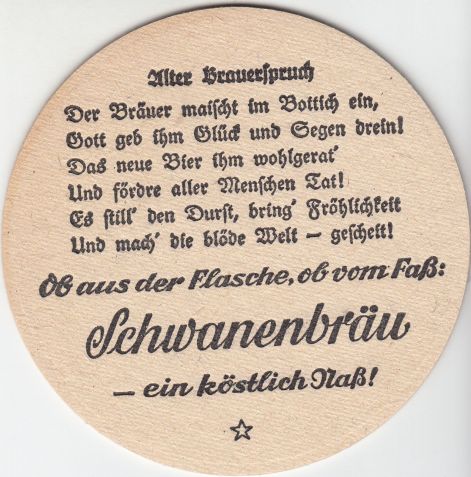 Alter Brauerspruch
Der Bräuer maischt im Bottich ein,
Gott geb ihm Glück und Segen drein!
Das neue Bier ihm wohlgerat'
Und fördre aller Menschen Tat!
Es still' den Durst, bring' Fröhlichkeit
Und mach' die blöde Welt – gescheit!
Ob aus der Flasche, ob vom Faß:
Schwanenbräu
– ein köstlich Naß!